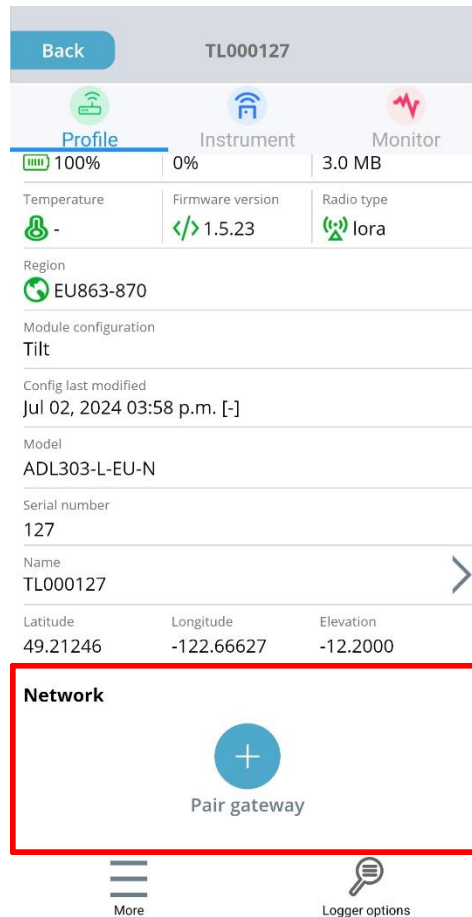 Back TL000127
Profile Instrument Monitor
100% 0% 3.0 MB
Temperature Firmware version Radio type
- </> 1.5.23 lora
Region
EU863-870
Module configuration
Tilt
Config last modified
Jul 02, 2024 03:58 p.m. [-]
Model
ADL303-L-EU-N
Serial number
127
Name
TL000127
Latitude Longitude Elevation
49.21246 -122.66627 -12.2000
Network
Pair gateway
More Logger options